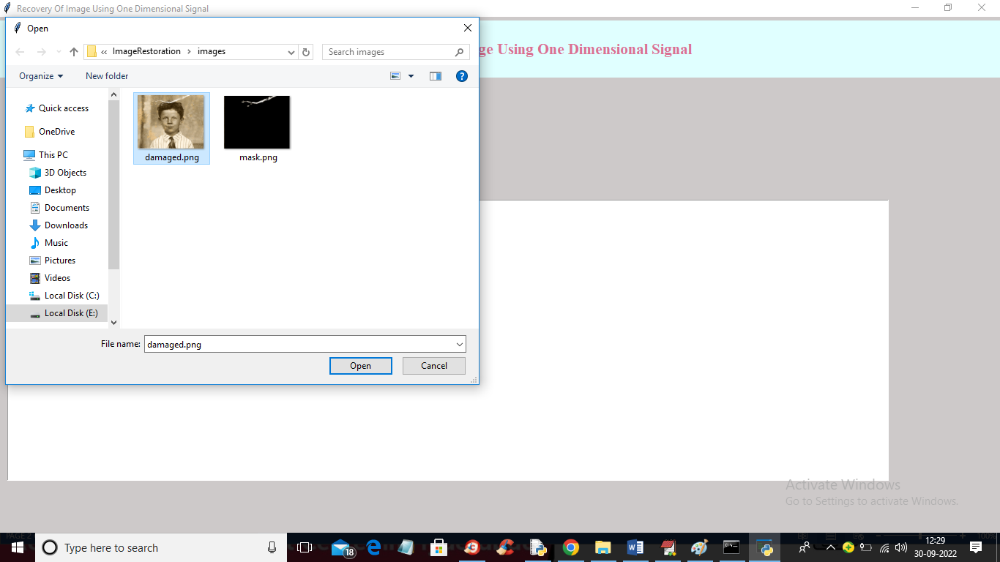 Recovery Of Image Using One Dimensional Signal
Open
ge Using One Dimensional Signal
« ImageRestoration › images
Search images
Organize
New folder
?
Quick access
OneDrive
This PC
3D Objects
Desktop
Documents
Downloads
Music
Pictures
Videos
Local Disk (C:)
Local Disk (E:)
damaged.png
mask.png
File name:
damaged.png
Open
Cancel
Activate Windows
Go to Settings to activate Windows.
PAGE 2
100%
Type here to search
18
12:29
30-09-2022